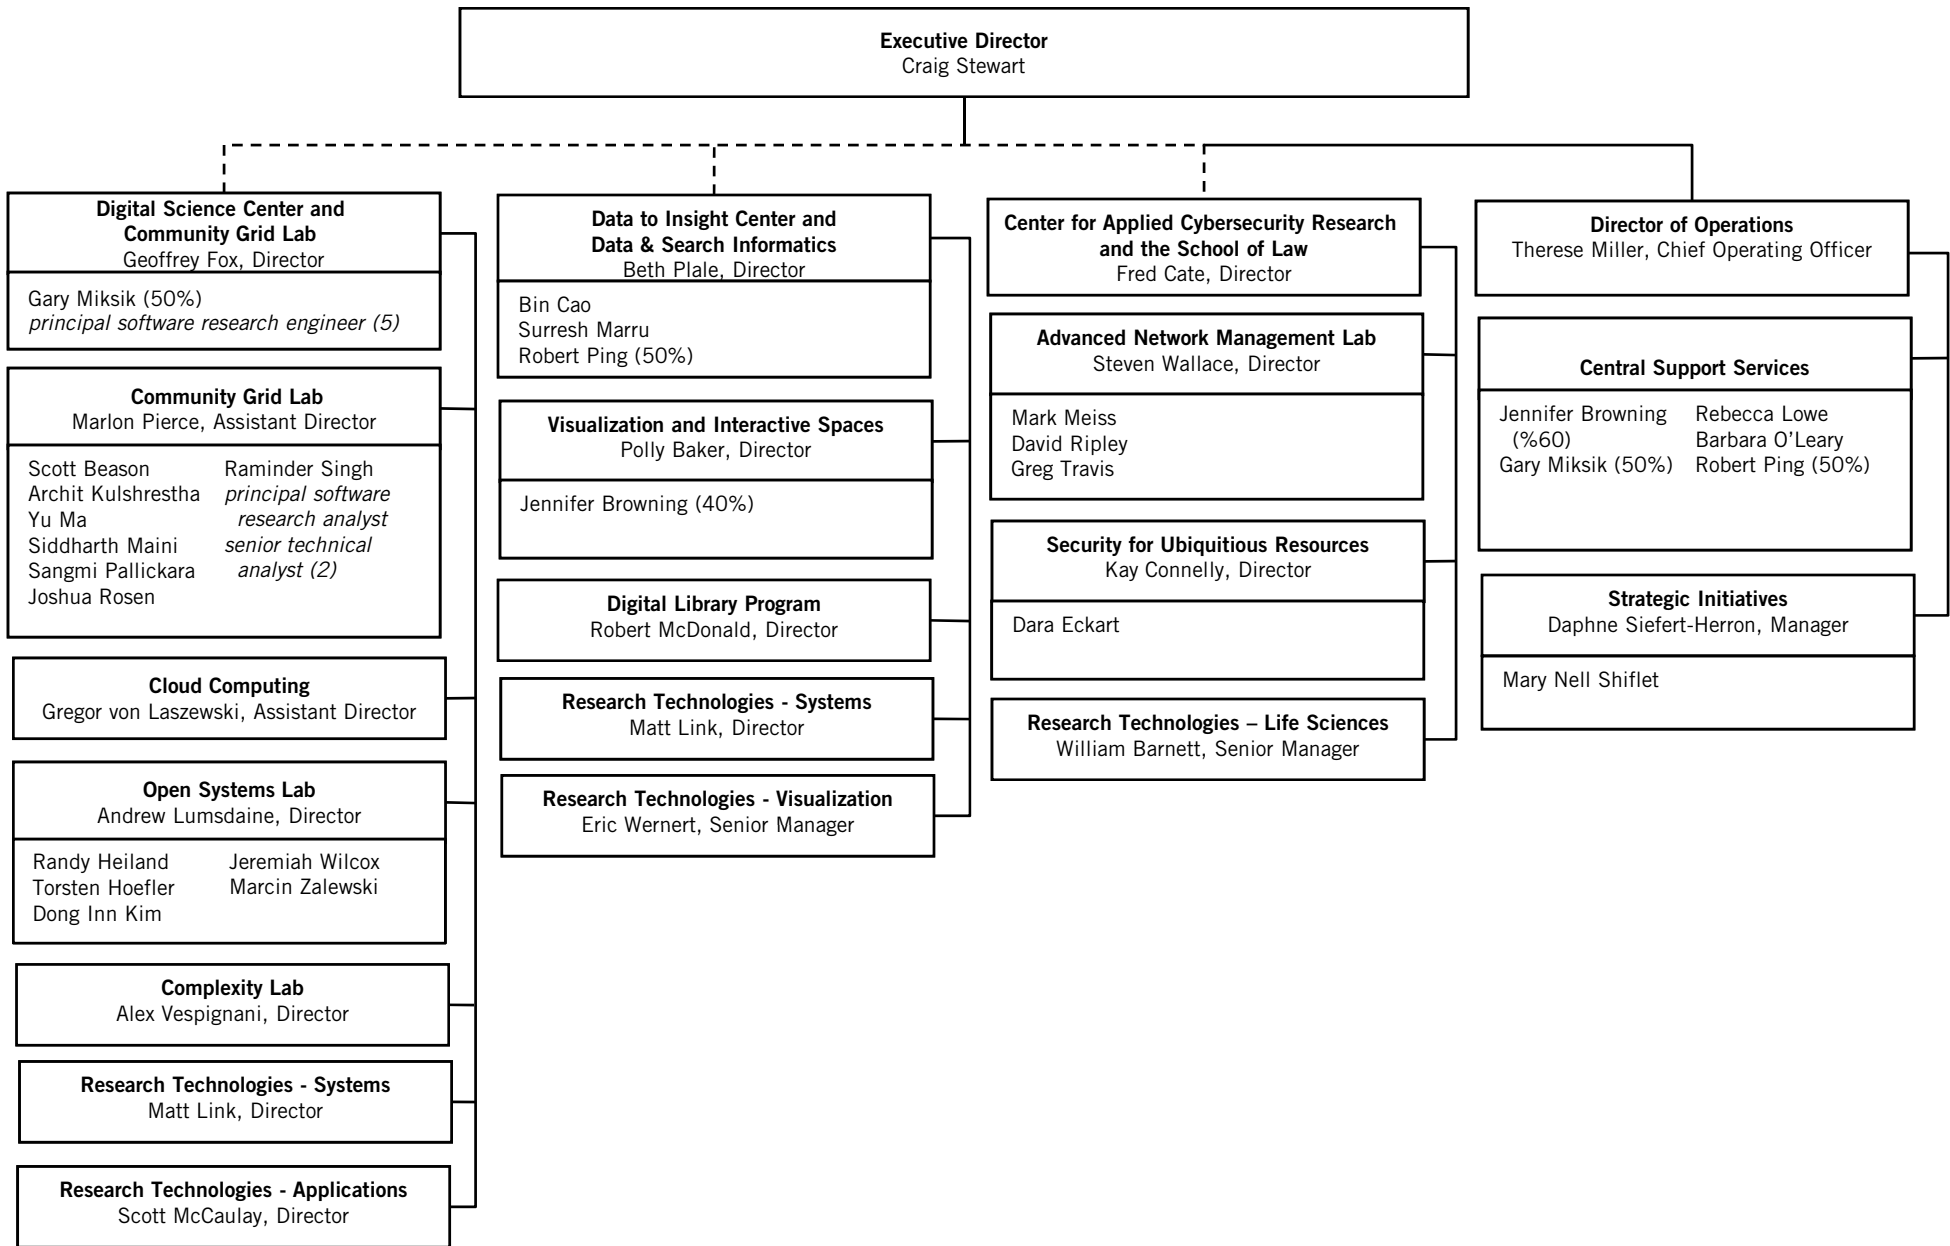 Executive Director
Craig Stewart
Digital Science Center and
Community Grid Lab
Geoffrey Fox, Director
Gary Miksik (50%)
principal software research engineer (5)
Community Grid Lab
Marlon Pierce, Assistant Director
Scott Beason
Archit Kulshrestha
Yu Ma
Siddharth Maini
Sangmi Pallickara
Joshua Rosen
Raminder Singh
principal software
research analyst
senior technical
analyst (2)
Cloud Computing
Gregor von Laszewski, Assistant Director
Open Systems Lab
Andrew Lumsdaine, Director
Randy Heiland
Torsten Hoefler
Dong Inn Kim
Jeremiah Wilcox
Marcin Zalewski
Complexity Lab
Alex Vespignani, Director
Research Technologies - Systems
Matt Link, Director
Research Technologies - Applications
Scott McCaulay, Director
Data to Insight Center and
Data & Search Informatics
Beth Plale, Director
Bin Cao
Surresh Marru
Robert Ping (50%)
Visualization and Interactive Spaces
Polly Baker, Director
Jennifer Browning (40%)
Digital Library Program
Robert McDonald, Director
Research Technologies - Systems
Matt Link, Director
Research Technologies - Visualization
Eric Wernert, Senior Manager
Center for Applied Cybersecurity Research
and the School of Law
Fred Cate, Director
Advanced Network Management Lab
Steven Wallace, Director
Mark Meiss
David Ripley
Greg Travis
Security for Ubiquitious Resources
Kay Connelly, Director
Dara Eckart
Research Technologies – Life Sciences
William Barnett, Senior Manager
Director of Operations
Therese Miller, Chief Operating Officer
Central Support Services
Jennifer Browning
(%60)
Gary Miksik (50%)
Rebecca Lowe
Barbara O’Leary
Robert Ping (50%)
Strategic Initiatives
Daphne Siefert-Herron, Manager
Mary Nell Shiflet